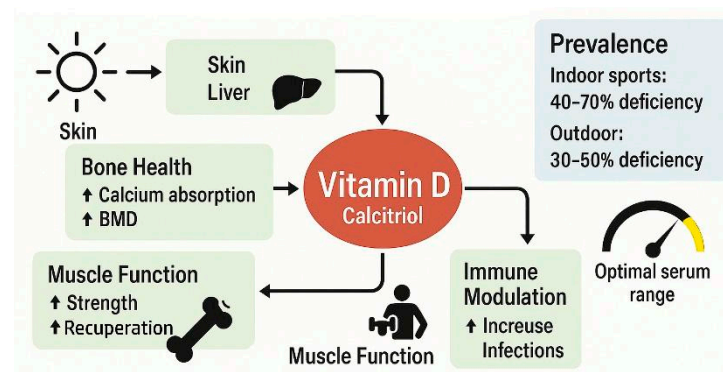 Skin
Skin
Liver
Prevalence
Indoor sports:
40–70% deficiency
Outdoor:
30–50% deficiency
Bone Health
↑ Calcium absorption
↑ BMD
Vitamin D
Calcitriol
Optimal serum
range
Muscle Function
↑ Strength
↑ Recuperation
Muscle Function
Immune
Modulation
↑ Increuse
Infections